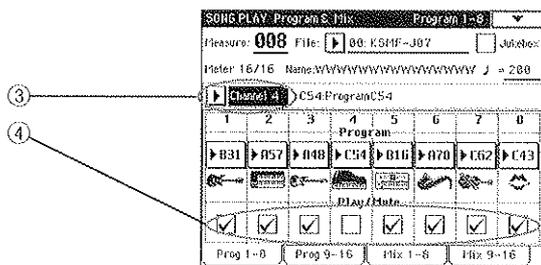 SONG PLAY Program & Mix Program 1-8
Measure: 008 File: 00: KSMF-J07 Jukebox
Meter 16/16 Name:WWWWWWWWWWWWWWWW ♩ = 200
③ Channel 4 C54:ProgramC54
1 2 3 4 5 6 7 8
Program
B31 A57 A48 C54 B16 A70 C62 C43
④ Play/Mute
Prog 1-8 Prog 9-16 Mix 1-8 Mix 9-16